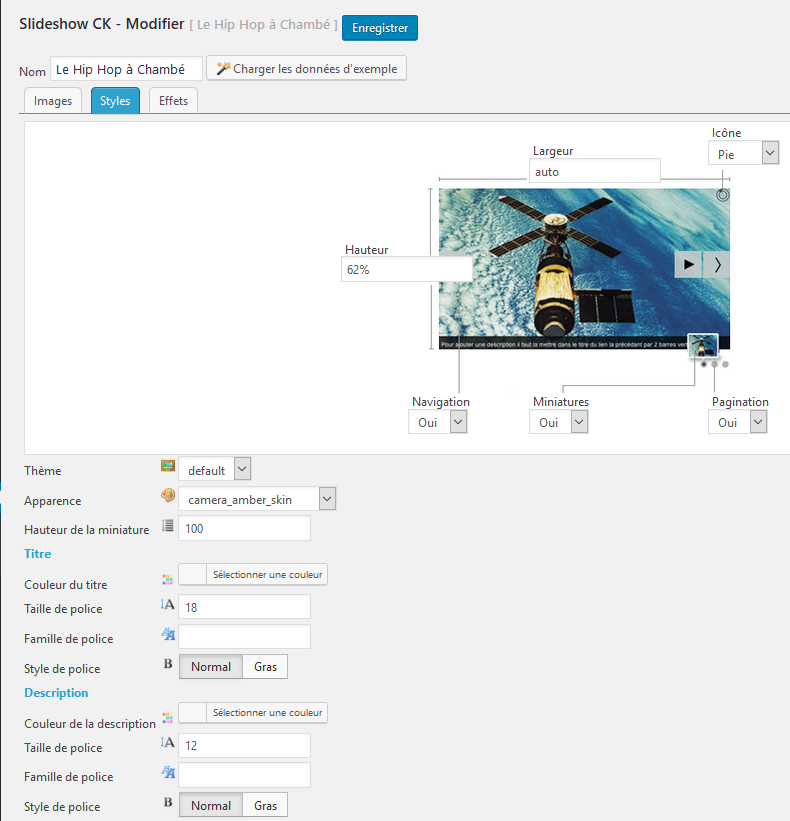 Slideshow CK - Modifier [ Le Hip Hop à Chambé ] Enregistrer
Nom Le Hip Hop à Chambé Charger les données d'exemple
Images Styles Effets
Icône
Pie
Largeur
auto
Hauteur
62%
Pour ajouter une description il faut la mettre dans le titre du lien la précédant par 2 barres
Navigation Miniatures Pagination
Oui Oui Oui
Thème default
Apparence camera_amber_skin
Hauteur de la miniature 100
Titre
Couleur du titre Sélectionner une couleur
Taille de police 18
Famille de police
Style de police Normal Gras
Description
Couleur de la description Sélectionner une couleur
Taille de police 12
Famille de police
Style de police Normal Gras